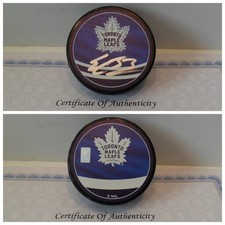 TORONTO
MAPLE
LEAFS
Certificate Of Authenticity
TORONTO
MAPLE
LEAFS
Certificate Of Authenticity